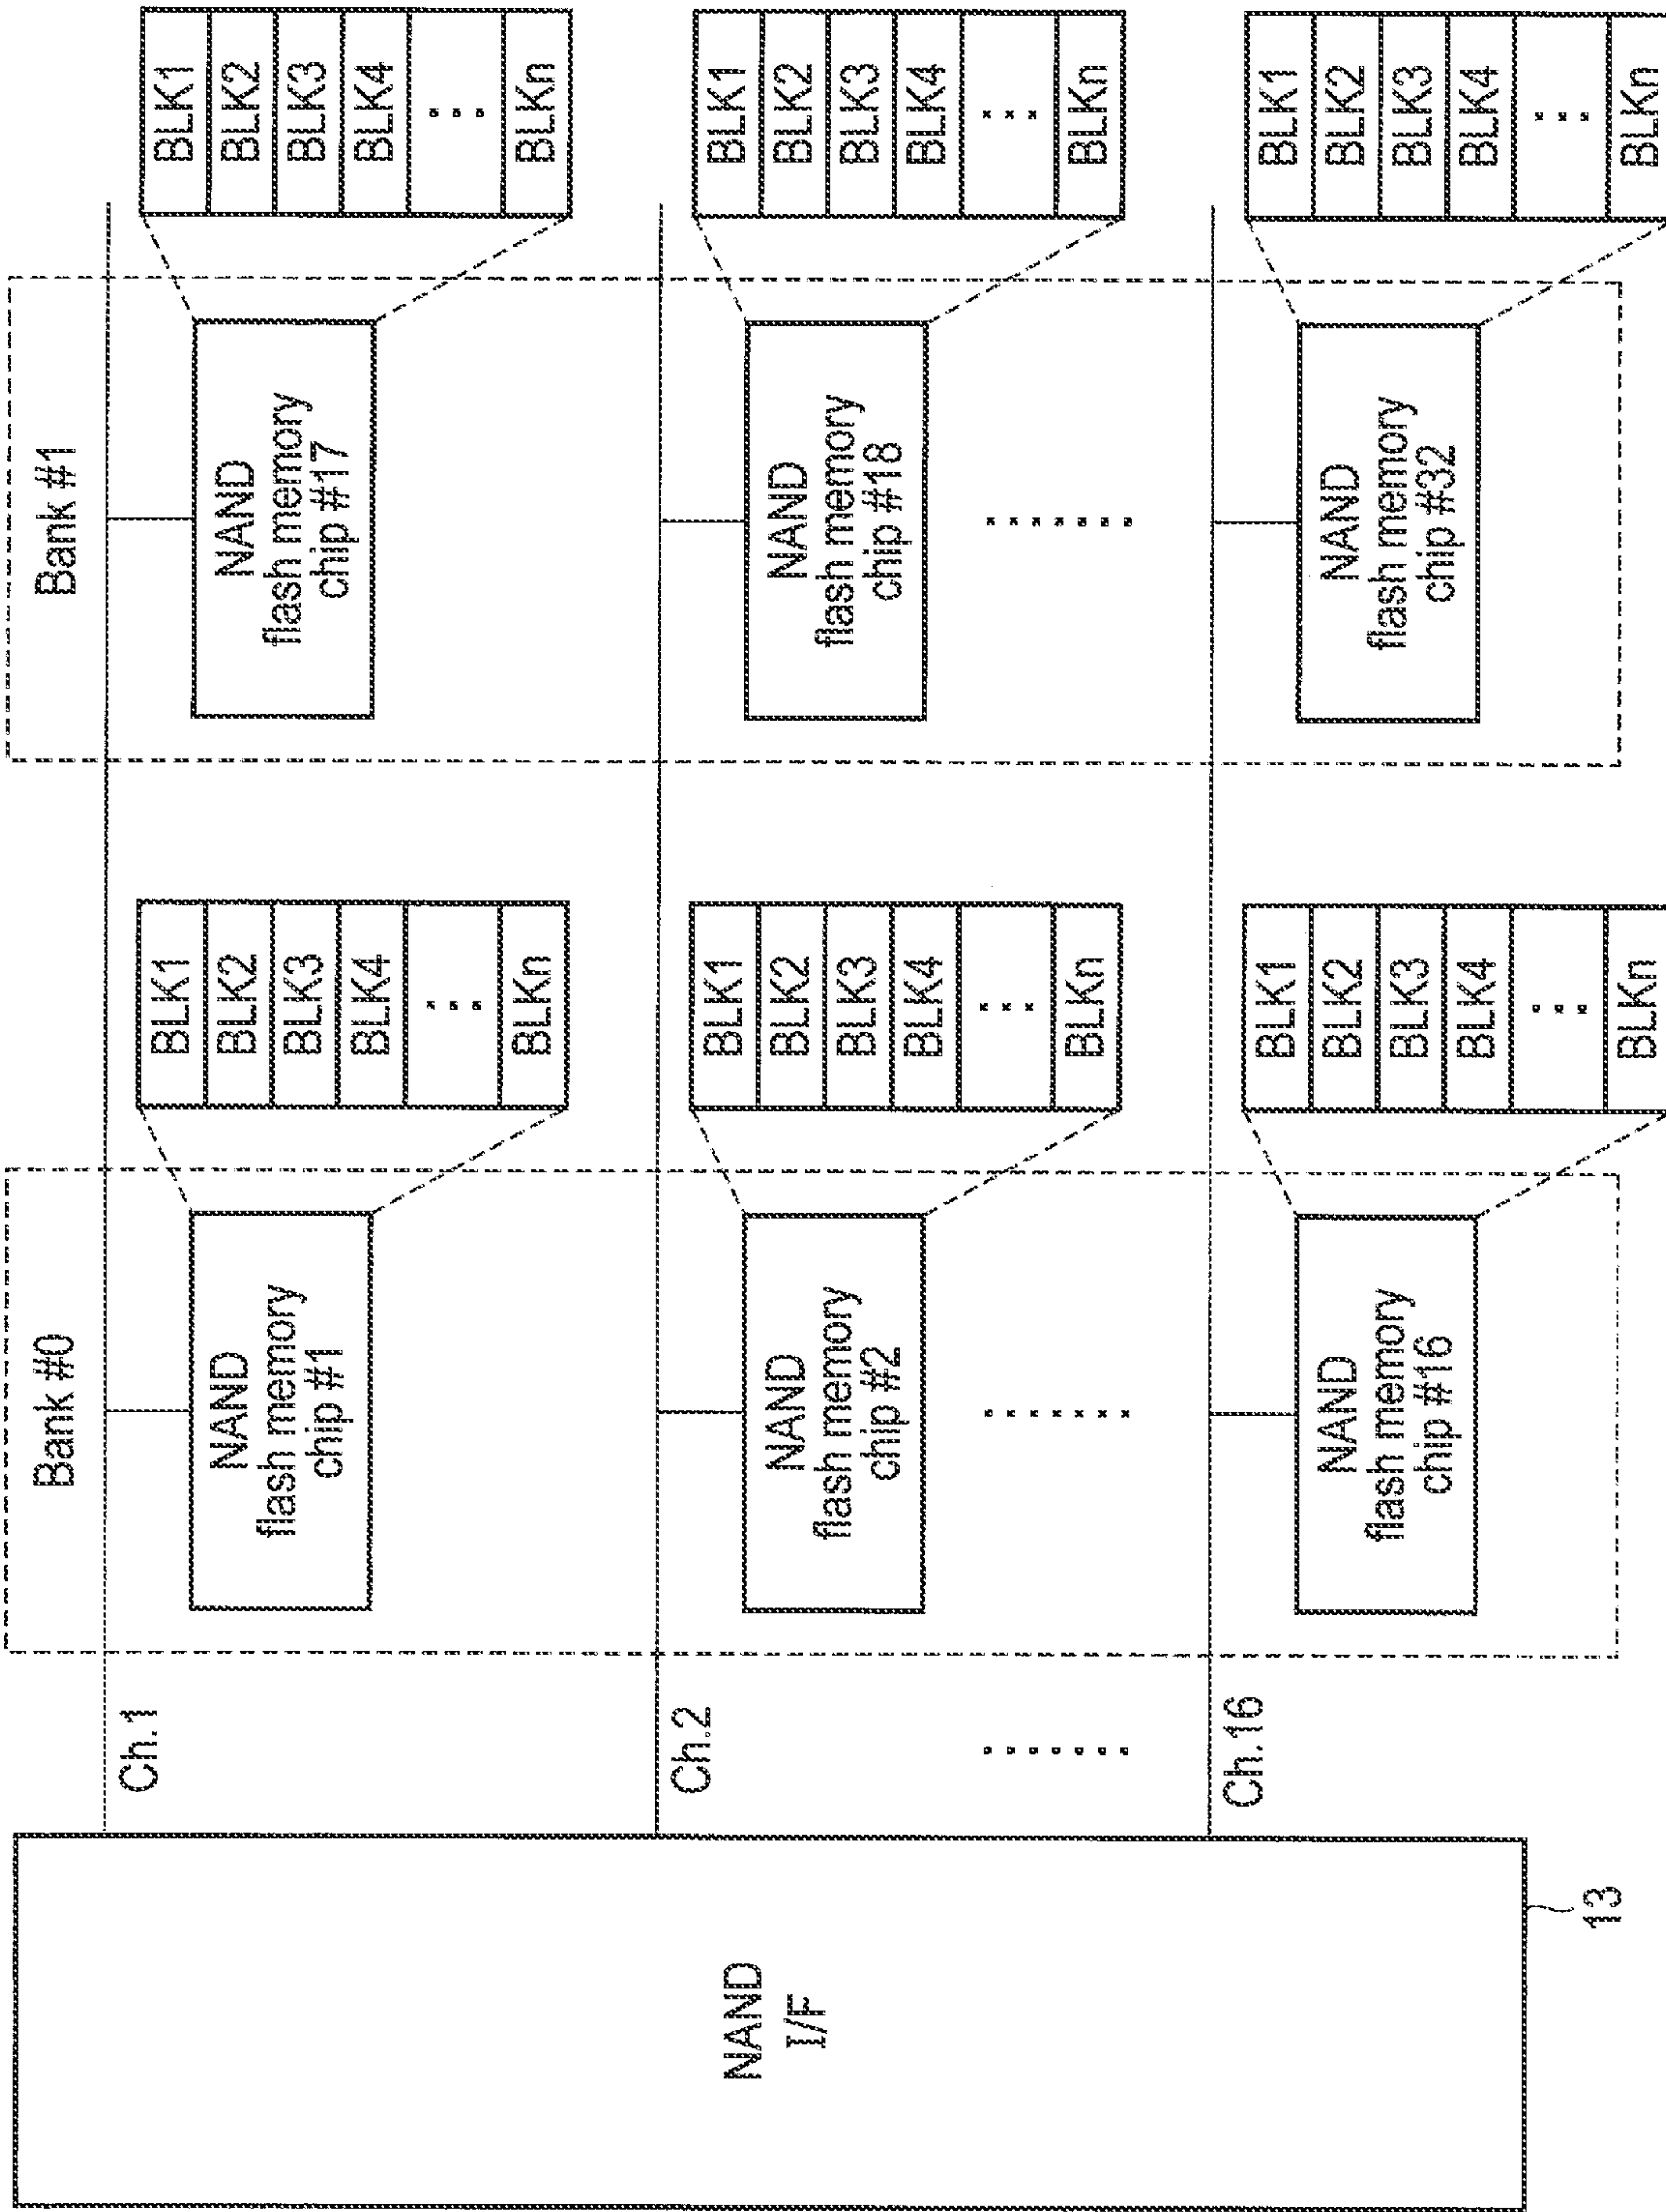 Bank #0
Bank #1
NAND
I/F
13
Ch.1
NAND
flash memory
chip #1
BLK1
BLK2
BLK3
BLK4
...
BLKn
NAND
flash memory
chip #17
BLK1
BLK2
BLK3
BLK4
...
BLKn
Ch.2
NAND
flash memory
chip #2
BLK1
BLK2
BLK3
BLK4
...
BLKn
NAND
flash memory
chip #18
BLK1
BLK2
BLK3
BLK4
...
BLKn
.......
.......
.......
Ch.16
NAND
flash memory
chip #16
BLK1
BLK2
BLK3
BLK4
...
BLKn
NAND
flash memory
chip #32
BLK1
BLK2
BLK3
BLK4
...
BLKn